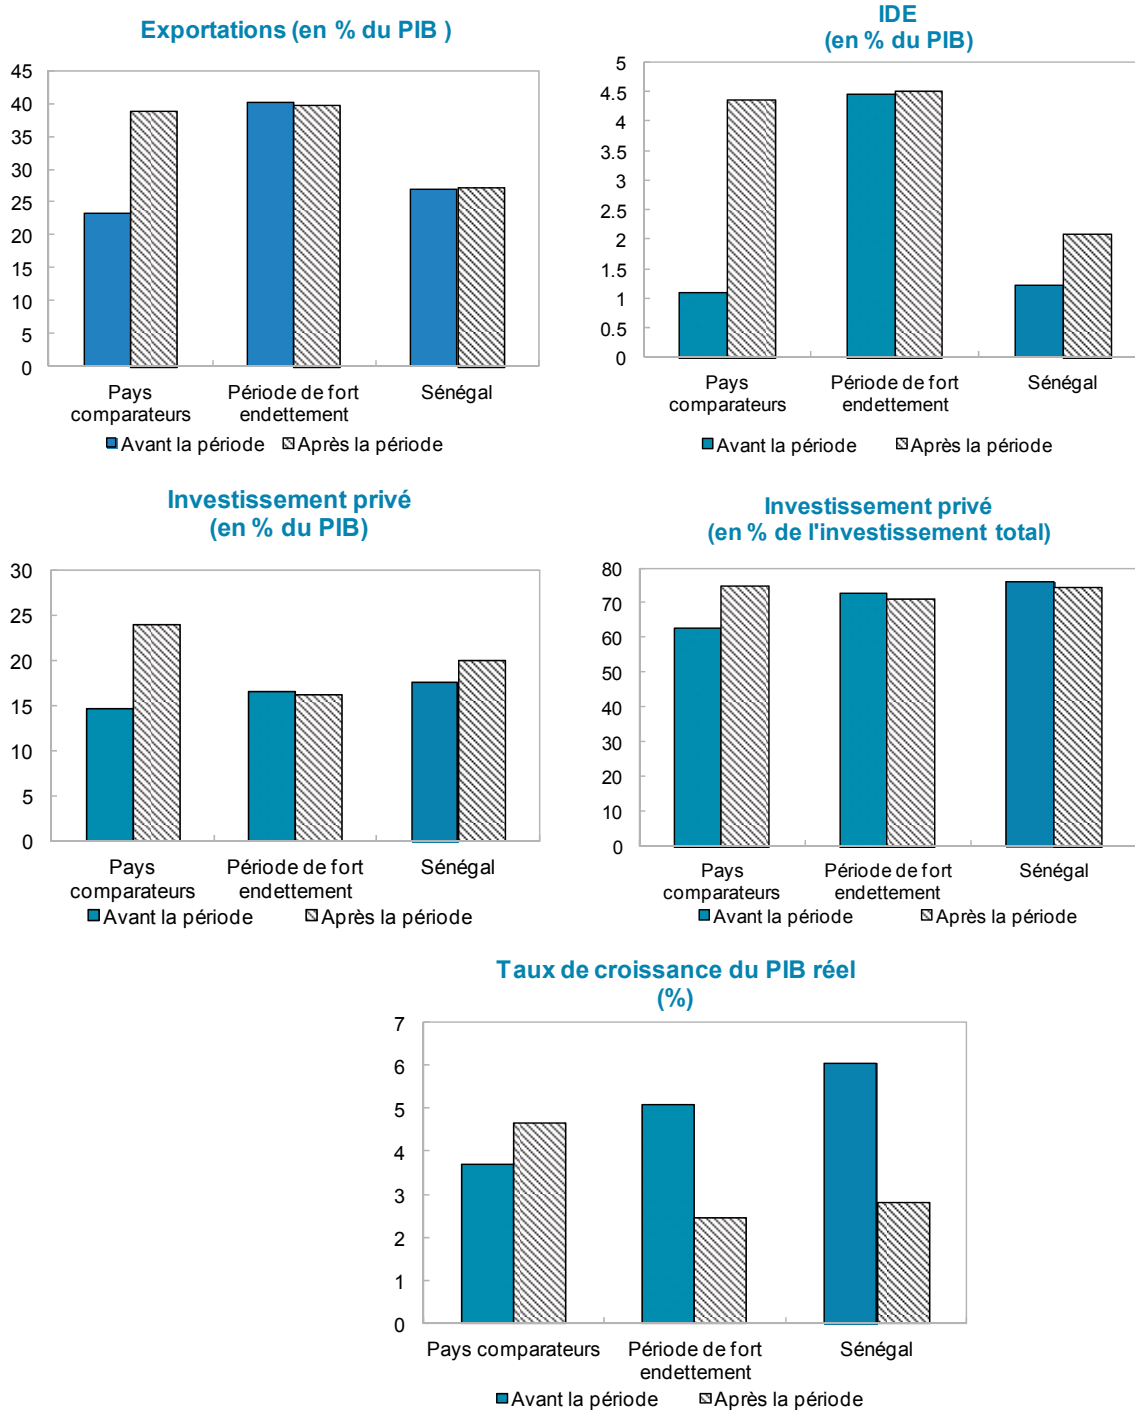 Exportations (en % du PIB )
45
40
35
30
25
20
15
10
5
0
Pays comparateurs
Période de fort endettement
Sénégal
Avant la période
Après la période
IDE
(en % du PIB)
5
4.5
4
3.5
3
2.5
2
1.5
1
0.5
0
Pays comparateurs
Période de fort endettement
Sénégal
Avant la période
Après la période
Investissement privé
(en % du PIB)
30
25
20
15
10
5
0
Pays comparateurs
Période de fort endettement
Sénégal
Avant la période
Après la période
Investissement privé
(en % de l'investissement total)
80
70
60
50
40
30
20
10
0
Pays comparateurs
Période de fort endettement
Sénégal
Avant la période
Après la période
Taux de croissance du PIB réel
(%)
7
6
5
4
3
2
1
0
Pays comparateurs
Période de fort endettement
Sénégal
Avant la période
Après la période